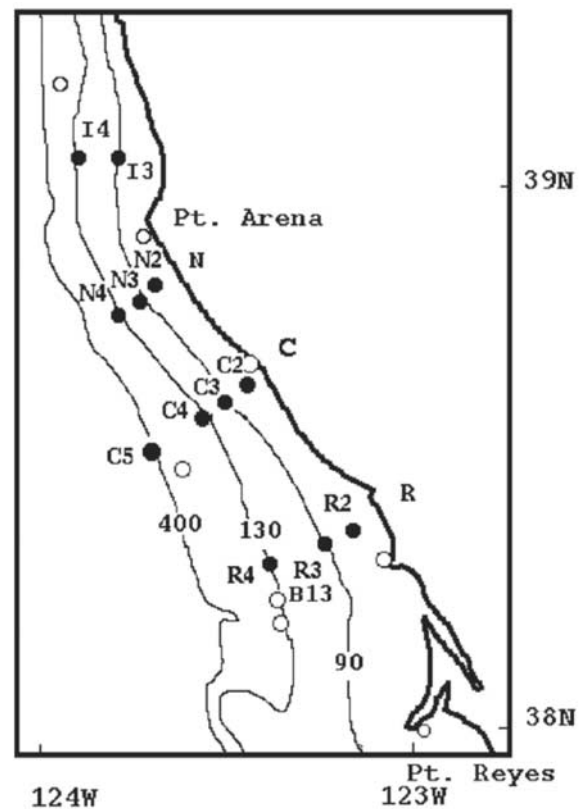 I4
I3
39N
Pt. Arena
N2
N
N3
N4
C
C2
C3
C4
C5
R
R2
400
130
R4
R3
B13
90
38N
Pt. Reyes
124W
123W